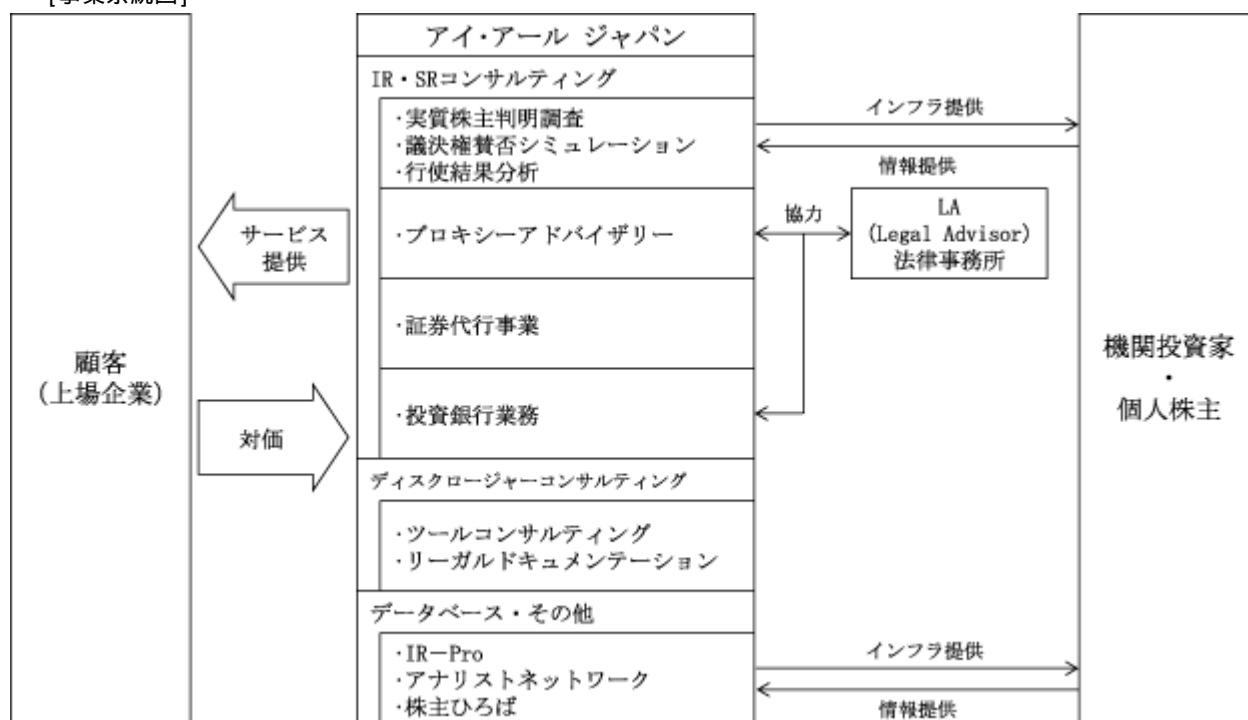 [事業系統図]
アイ・アール ジャパン
IR・SRコンサルティング
・実質株主判明調査
・議決権賛否シミュレーション
・行使結果分析
インフラ提供
情報提供
・プロキシーアドバイザリー
協力
LA
(Legal Advisor)
法律事務所
サービス
提供
・証券代行事業
顧客
(上場企業)
機関投資家
・
個人株主
・投資銀行業務
対価
ディスクロージャーコンサルティング
・ツールコンサルティング
・リーガルドキュメンテーション
データベース・その他
・IR－Pro
・アナリストネットワーク
・株主ひろば
インフラ提供
情報提供